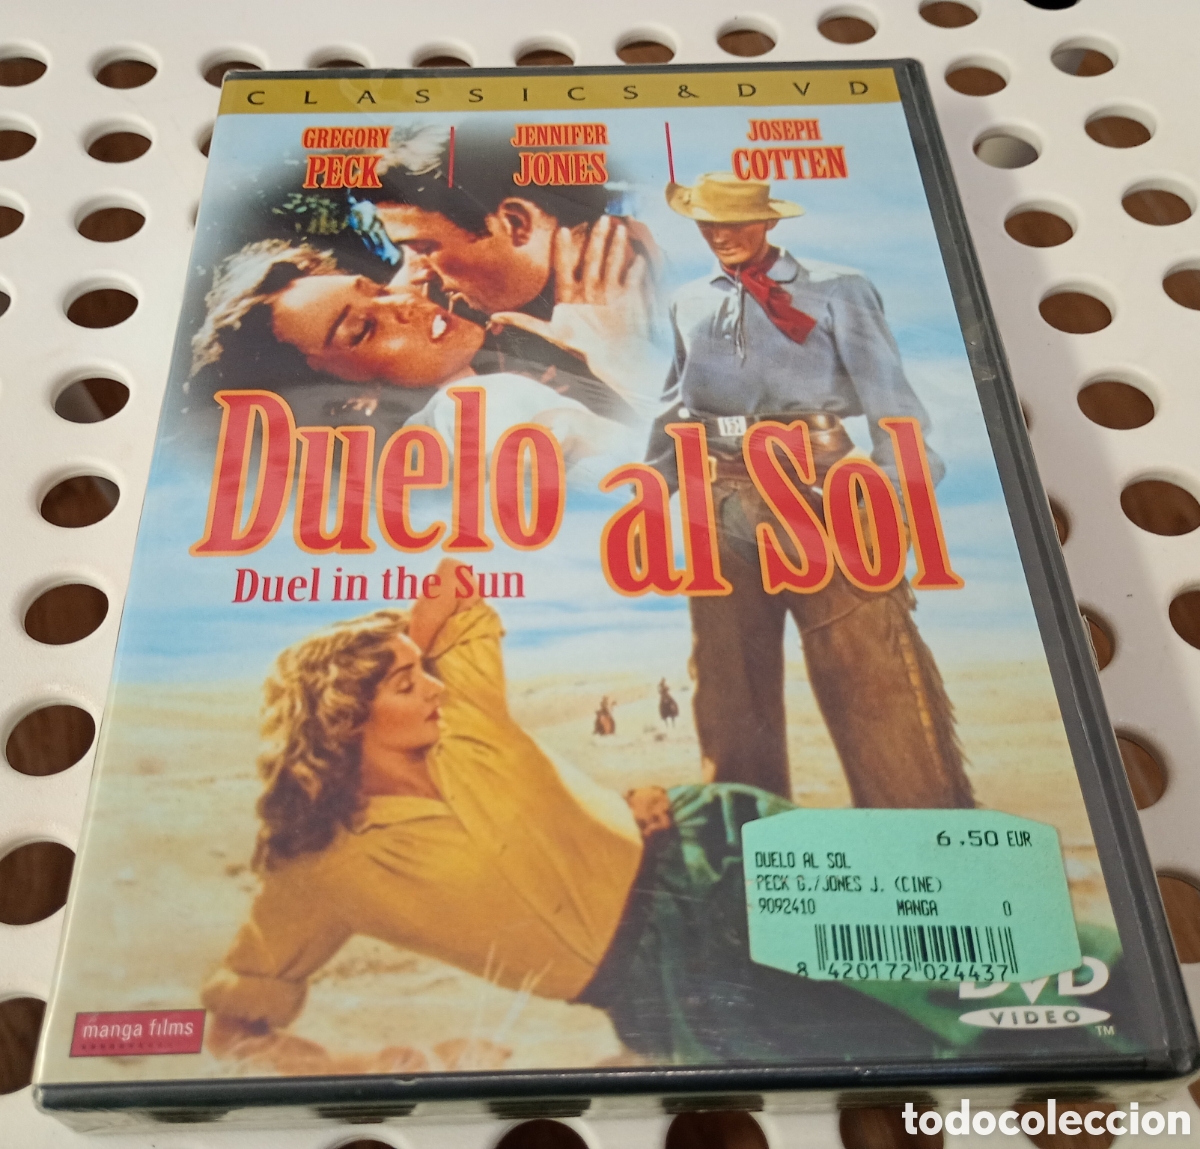 CLASSICS & DVD
GREGORY PECK
JENNIFER JONES
JOSEPH COTTEN
Duelo al Sol
Duel in the Sun
6.50 EUR
DUELO AL SOL
PECK G./JONES J. (CINE)
9092410 MANGA 0
8 420172 024437
DVD
VIDEO
TM
manga films
todocoleccion